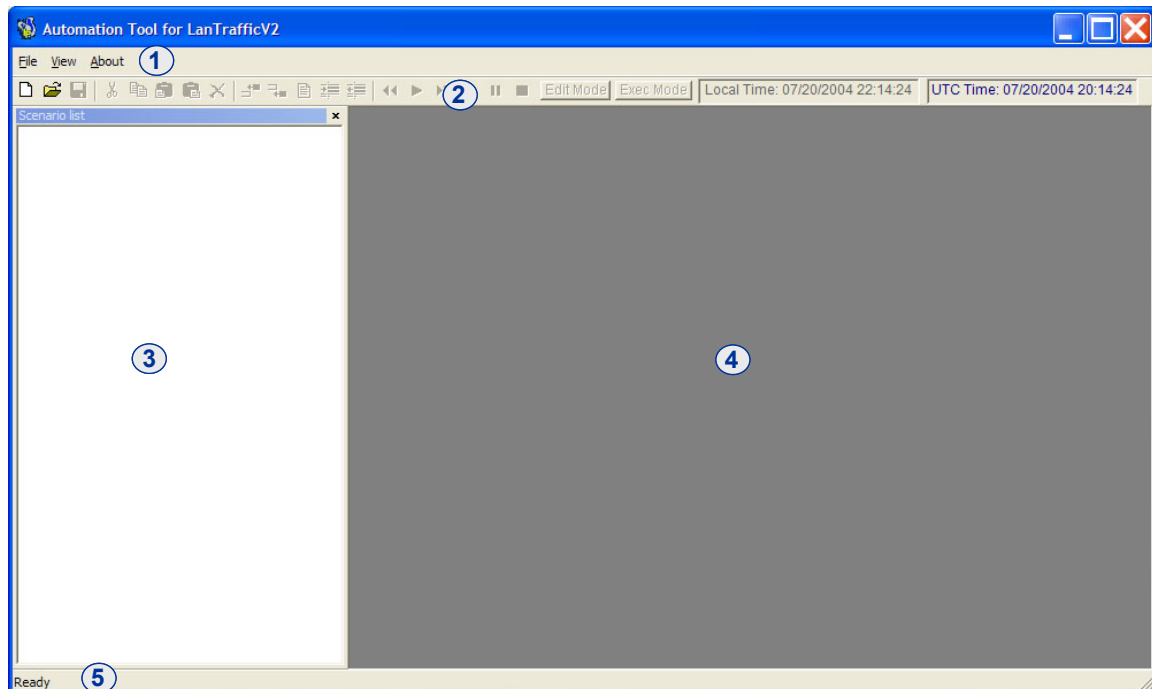 Automation Tool for LanTrafficV2
File View About 1
2 Edit Mode Exec Mode Local Time: 07/20/2004 22:14:24 UTC Time: 07/20/2004 20:14:24
Scenario list
3
4
Ready 5